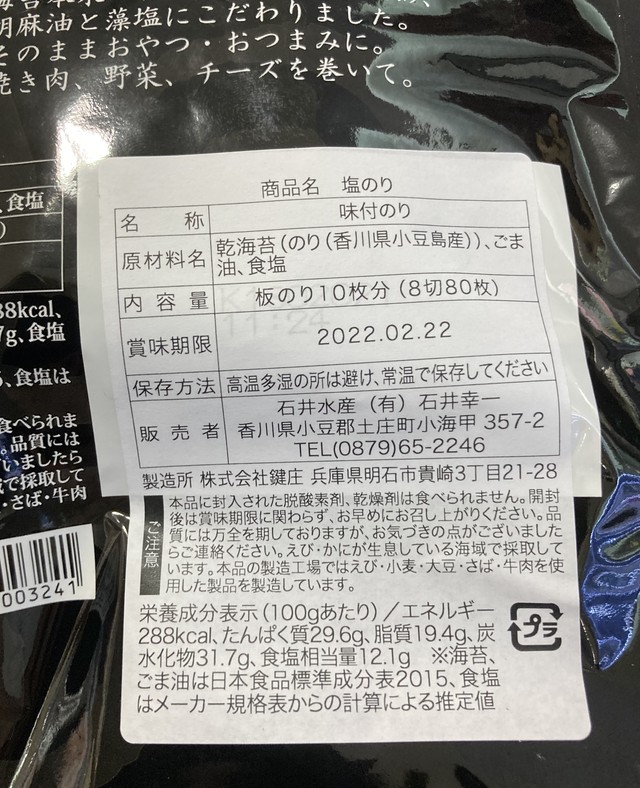 胡麻油と藻塩にこだわりました。
そのままおやつ・おつまみに。
焼き肉、野菜、チーズを巻いて。
、食塩
288kcal、
7g、食塩
、食塩は
食べられま
。品質には
いましたら
域で採取して
・さば・牛肉
003241
商品名 塩のり
名 称 味付のり
原材料名 乾海苔(のり(香川県小豆島産))、ごま
油、食塩
内容量 板のり10枚分(8切80枚)
11:24
賞味期限 2022.02.22
保存方法 高温多湿の所は避け、常温で保存してください
販売者 石井水産(有)石井幸一
香川県小豆郡土庄町小海甲357-2
TEL(0879)65-2246
製造所 株式会社鍵庄 兵庫県明石市貴崎3丁目21-28
ご注意
本品に封入された脱酸素剤、乾燥剤は食べられません。開封
後は賞味期限に関わらず、お早めにお召し上がりください。品
質には万全を期しておりますが、お気づきの点がございました
らご連絡ください。えび・かにが生息している海域で採取して
います。本品の製造工場ではえび・小麦・大豆・さば・牛肉を使
用した製品を製造しています。
栄養成分表示(100gあたり)/エネルギー
288kcal、たんぱく質29.6g、脂質19.4g、炭
水化物31.7g、食塩相当量12.1g ※海苔、
ごま油は日本食品標準成分表2015、食塩
はメーカー規格表からの計算による推定値
プラ